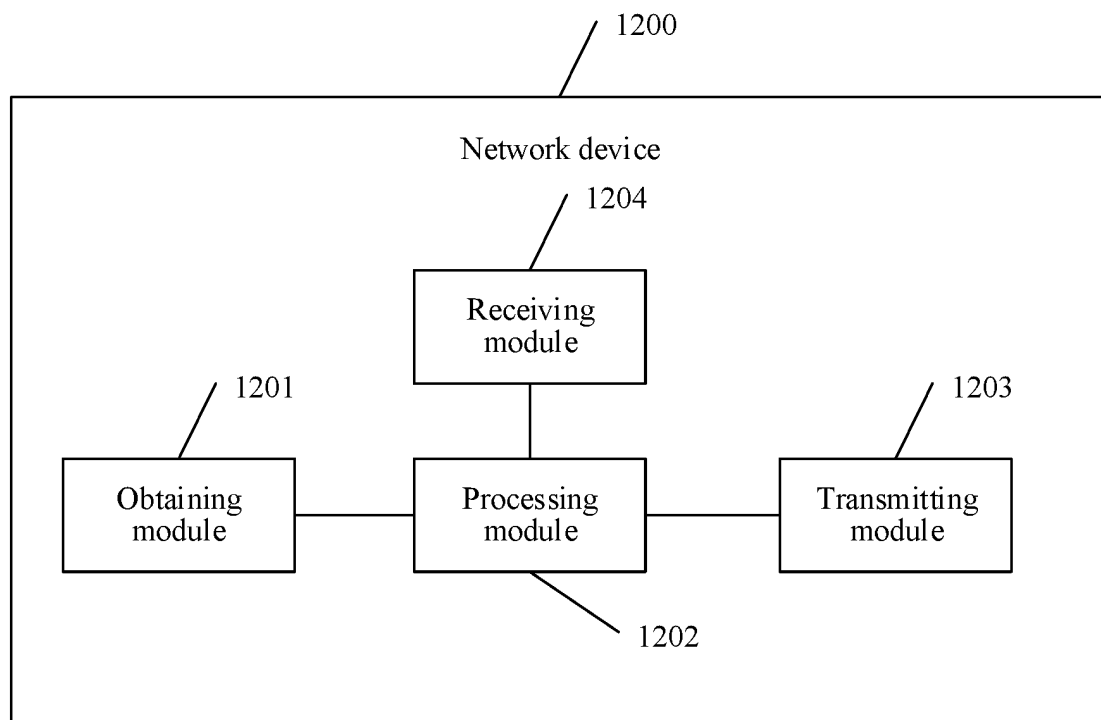 1200
Network device
1204
Receiving
module
1201
1203
Obtaining
module
Processing
module
Transmitting
module
1202